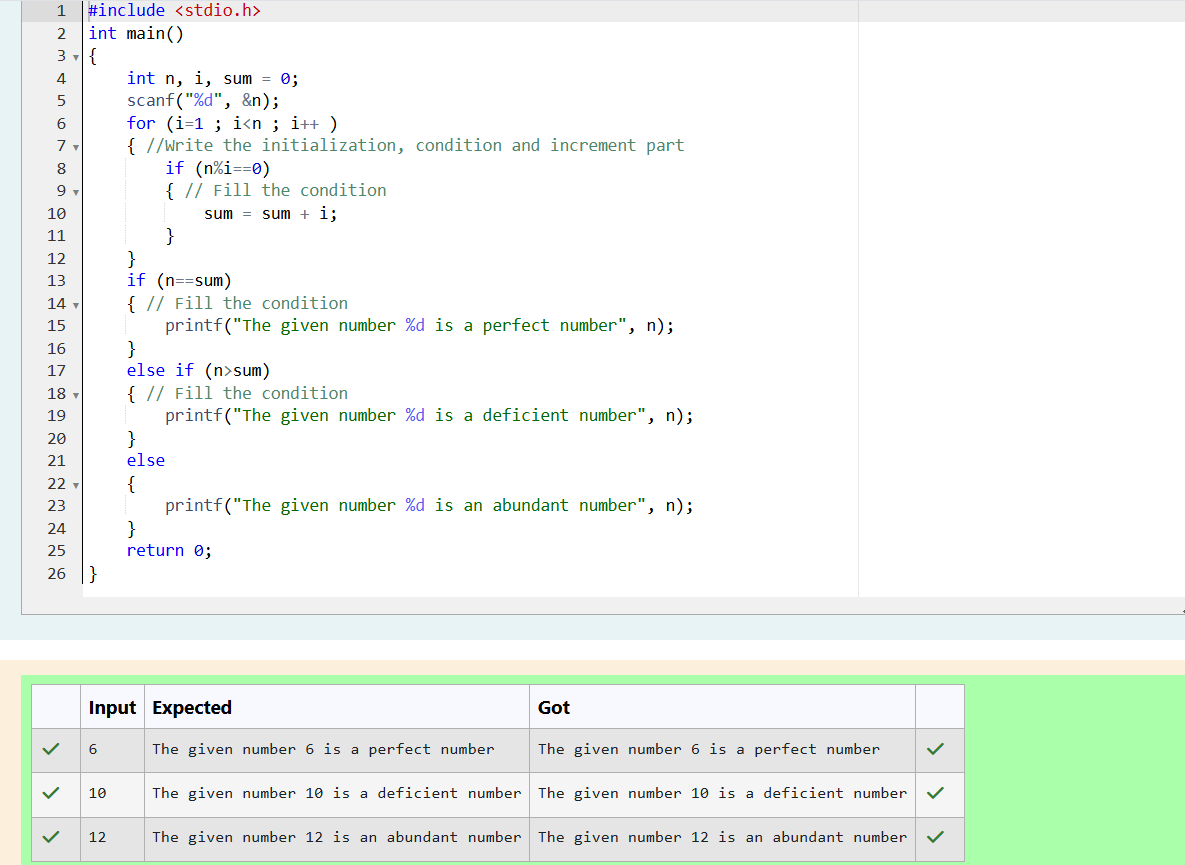 1 #include <stdio.h>
2 int main()
3 {
4 int n, i, sum = 0;
5 scanf("%d", &n);
6 for (i=1 ; i<n ; i++ )
7 { //Write the initialization, condition and increment part
8 if (n%i==0)
9 { // Fill the condition
10 sum = sum + i;
11 }
12 }
13 if (n==sum)
14 { // Fill the condition
15 printf("The given number %d is a perfect number", n);
16 }
17 else if (n>sum)
18 { // Fill the condition
19 printf("The given number %d is a deficient number", n);
20 }
21 else
22 {
23 printf("The given number %d is an abundant number", n);
24 }
25 return 0;
26 }
Input Expected Got
6 The given number 6 is a perfect number The given number 6 is a perfect number
10 The given number 10 is a deficient number The given number 10 is a deficient number
12 The given number 12 is an abundant number The given number 12 is an abundant number